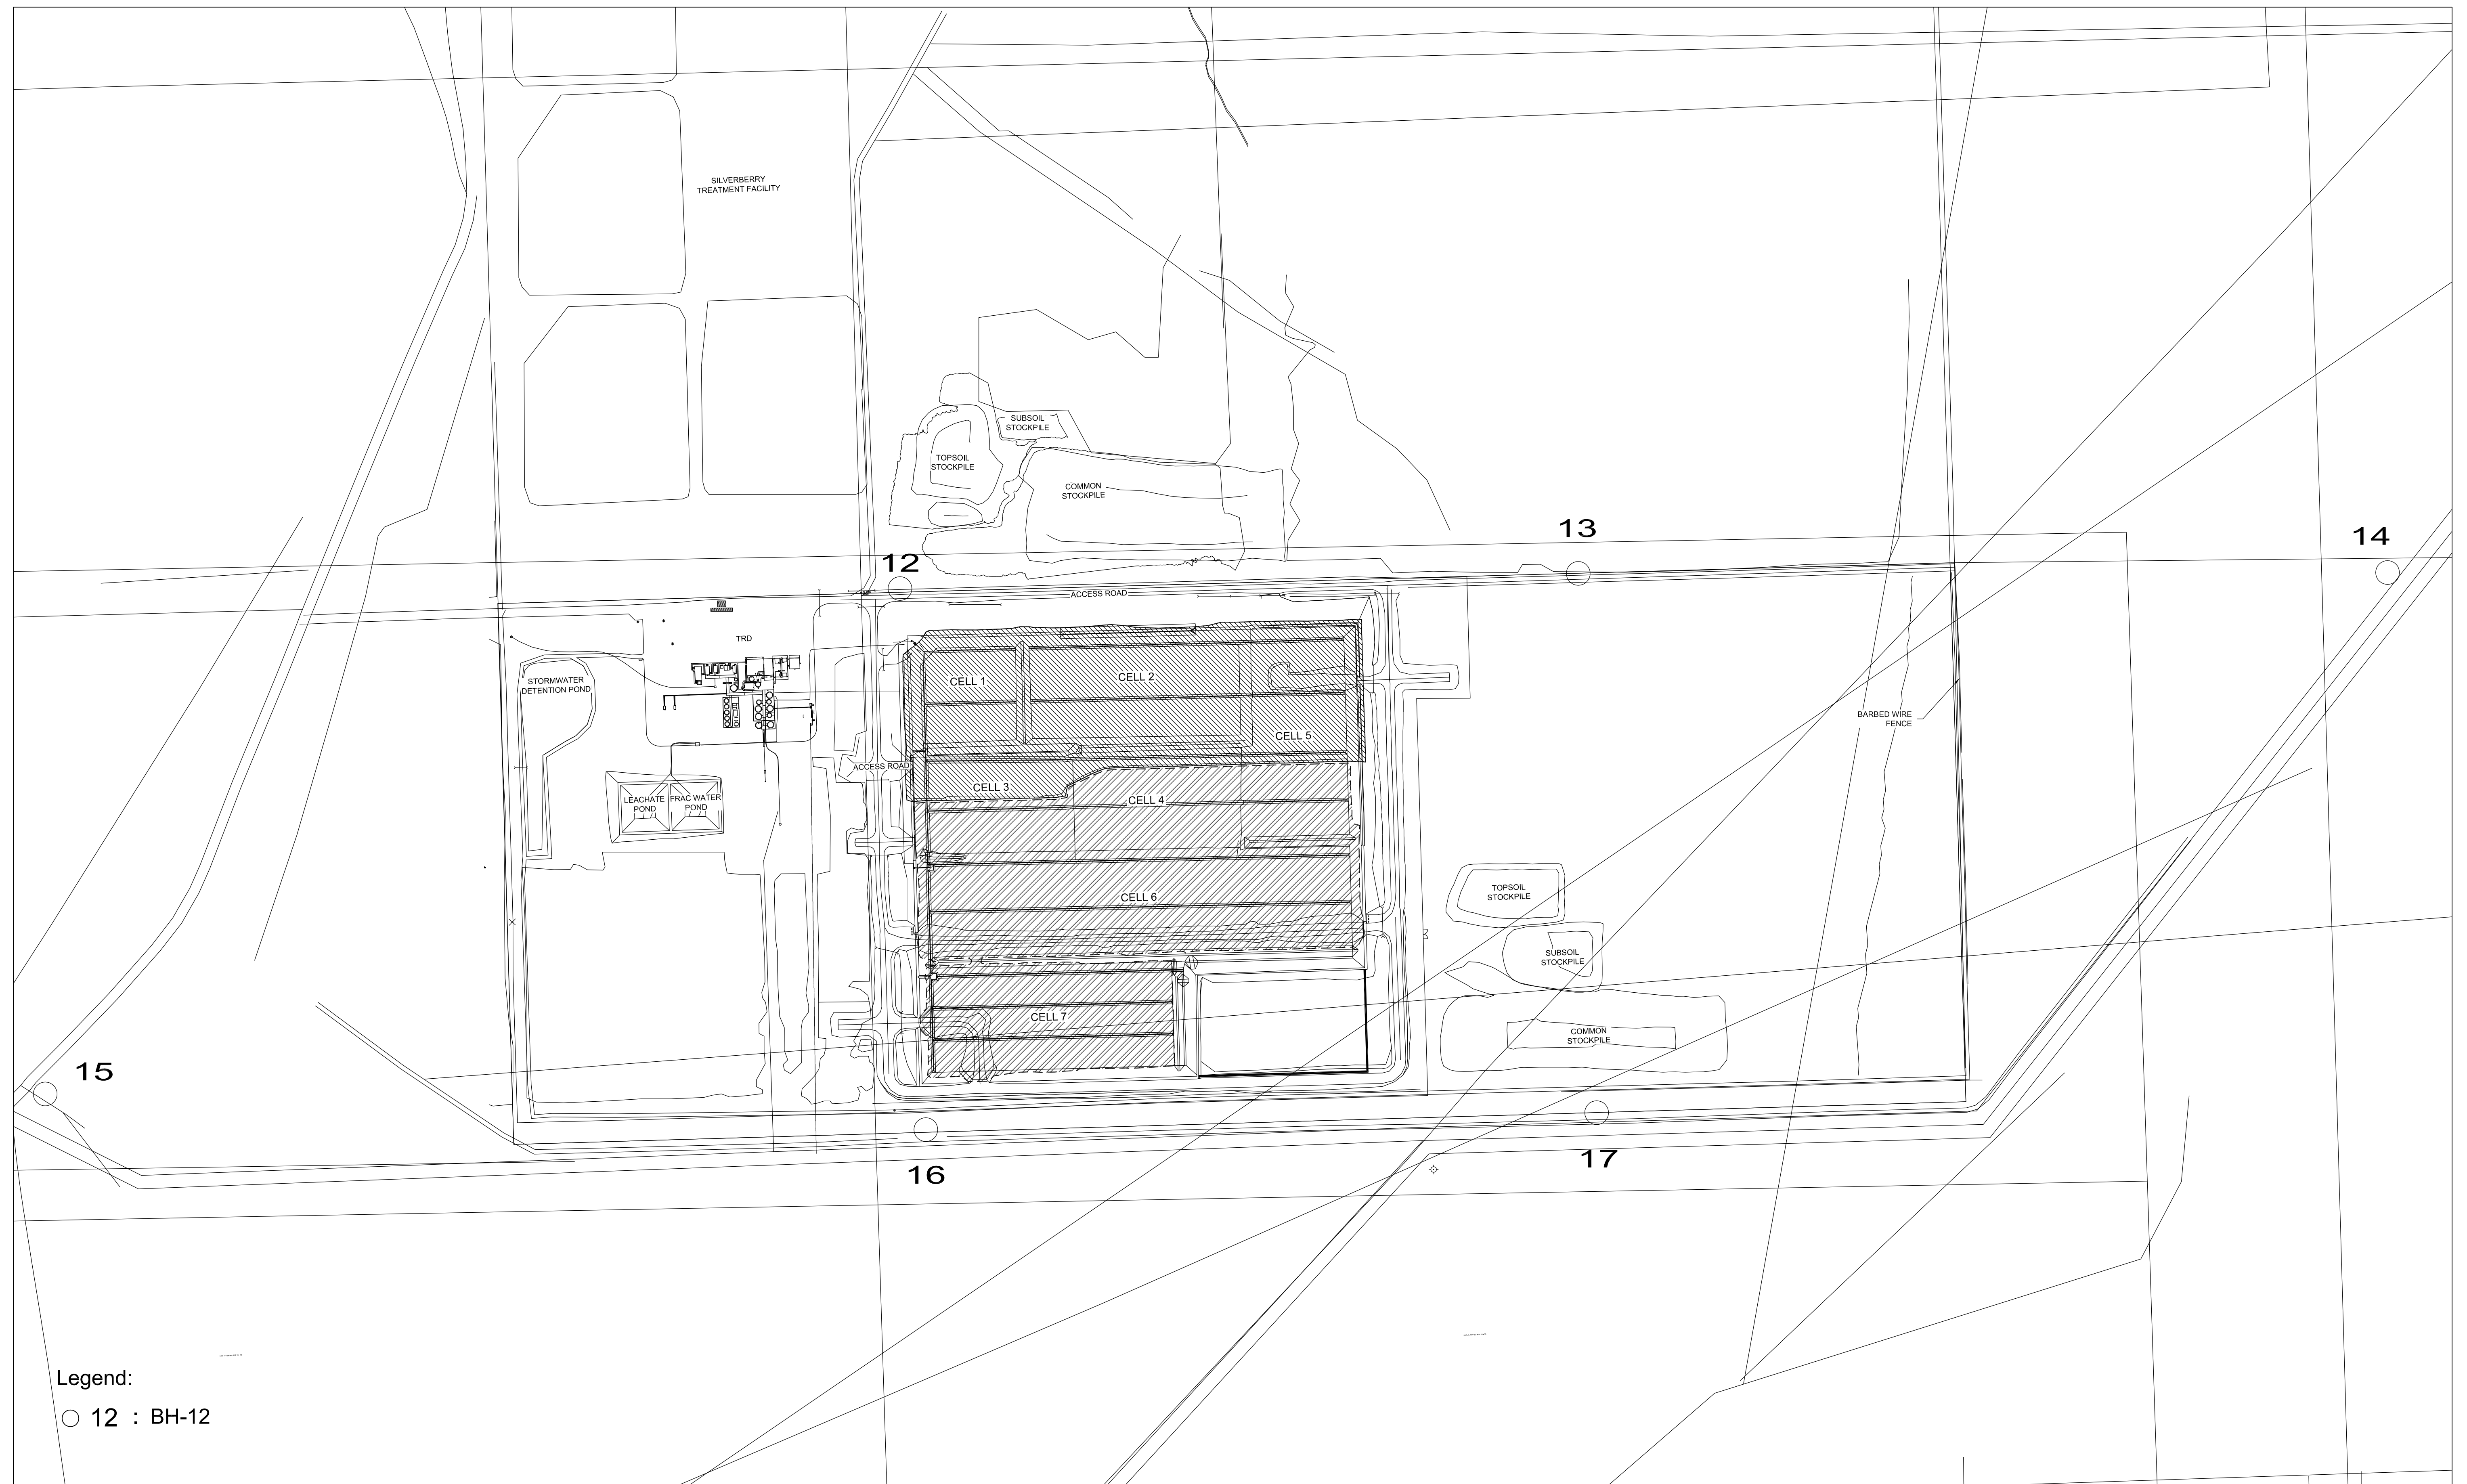 SILVERBERRY
TREATMENT FACILITY
SUBSOIL
STOCKPILE
TOPSOIL
STOCKPILE
COMMON
STOCKPILE
13
14
12
ACCESS ROAD
TRD
STORMWATER
DETENTION POND
CELL 1
CELL 2
BARBED WIRE
FENCE
CELL 5
ACCESS ROAD
CELL 3
LEACHATE
POND
FRAC WATER
POND
CELL 4
TOPSOIL
STOCKPILE
CELL 6
SUBSOIL
STOCKPILE
CELL 7
COMMON
STOCKPILE
15
16
17
Legend:
12 : BH-12